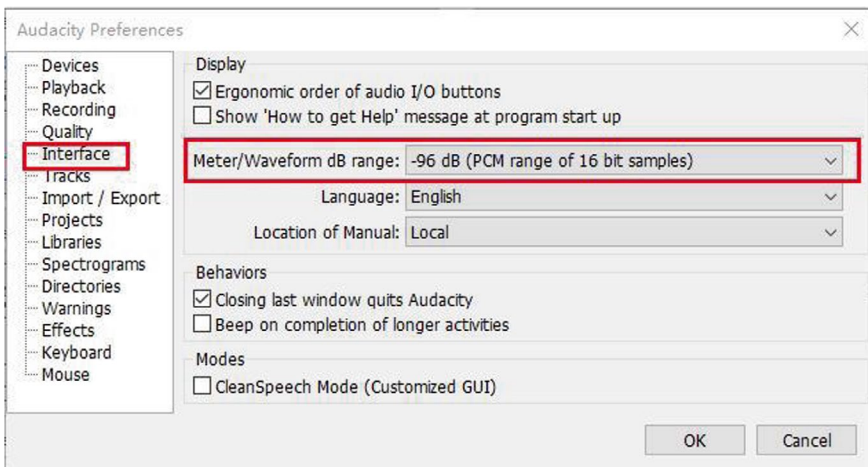 Audacity Preferences
Devices
Playback
Recording
Quality
Interface
Tracks
Import / Export
Projects
Libraries
Spectrograms
Directories
Warnings
Effects
Keyboard
Mouse
Display
Ergonomic order of audio I/O buttons
Show 'How to get Help' message at program start up
Meter/Waveform dB range: -96 dB (PCM range of 16 bit samples)
Language: English
Location of Manual: Local
Behaviors
Closing last window quits Audacity
Beep on completion of longer activities
Modes
CleanSpeech Mode (Customized GUI)
OK Cancel